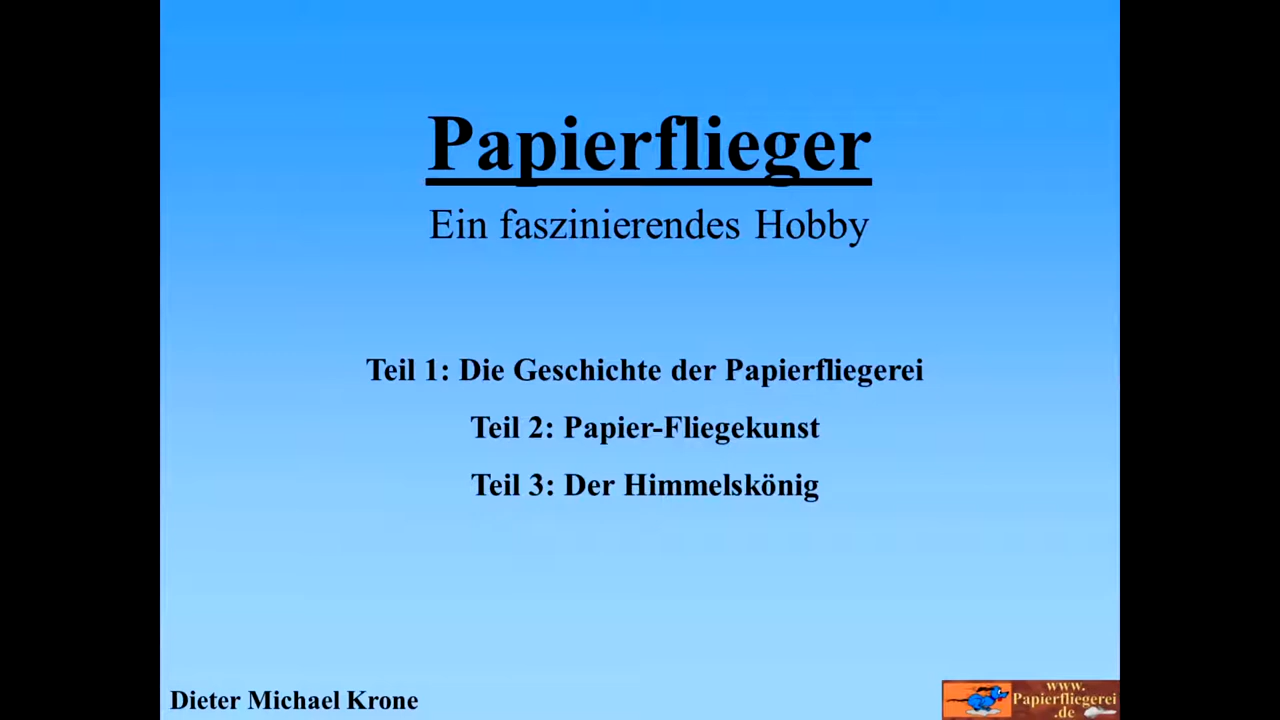 Papierflieger
Ein faszinierendes Hobby
Teil 1: Die Geschichte der Papierfliegerei
Teil 2: Papier-Fliegekunst
Teil 3: Der Himmelskönig
Dieter Michael Krone
www.
Papierfliegerei
.de